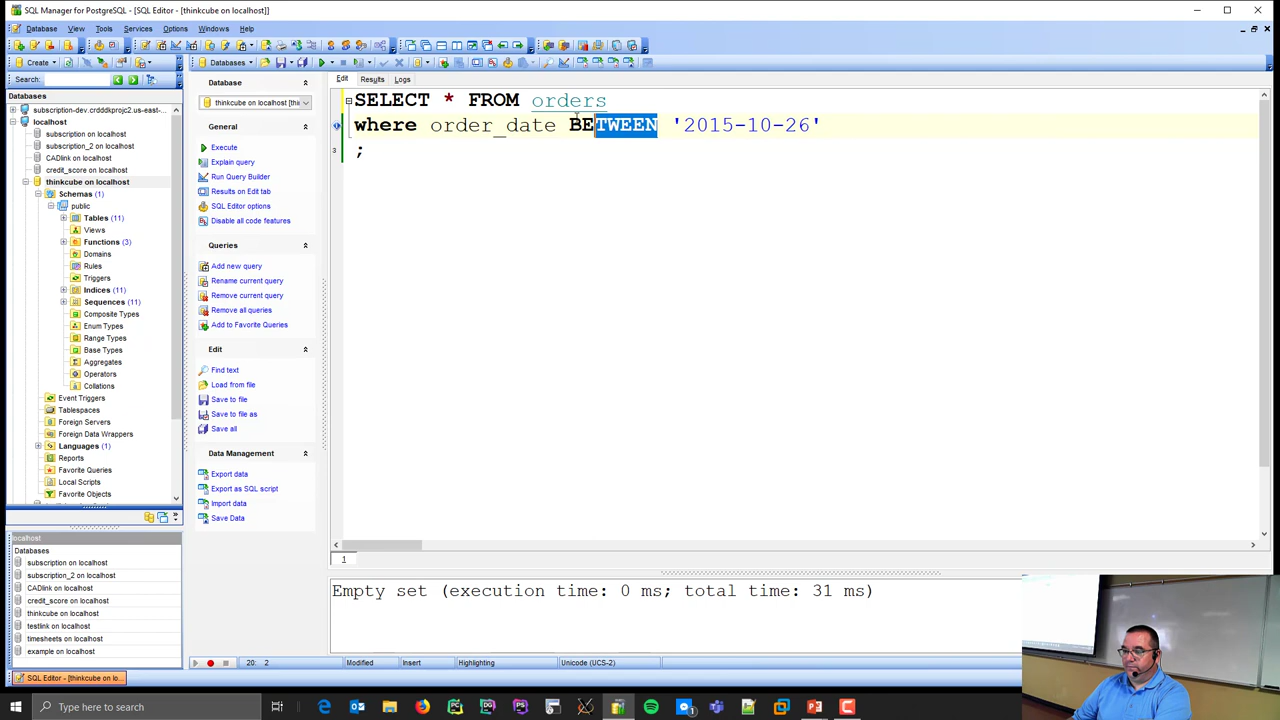 SQL Manager for PostgreSQL - [SQL Editor - [thinkcube on localhost]]
Database View Tools Services Options Windows Help
Create
Databases
Search:
Databases
subscription-dev.crdddkprojc2.us-east-
localhost
subscription on localhost
subscription_2 on localhost
CADlink on localhost
credit_score on localhost
thinkcube on localhost
Schemas (1)
public
Tables (11)
Views
Functions (3)
Domains
Rules
Triggers
Indices (11)
Sequences (11)
Composite Types
Enum Types
Range Types
Base Types
Aggregates
Operators
Collations
Event Triggers
Tablespaces
Foreign Servers
Foreign Data Wrappers
Languages (1)
Reports
Favorite Queries
Local Scripts
Favorite Objects
localhost
Databases
subscription on localhost
subscription_2 on localhost
CADlink on localhost
credit_score on localhost
thinkcube on localhost
testlink on localhost
timesheets on localhost
example on localhost
Database
thinkcube on localhost [thin
General
Execute
Explain query
Run Query Builder
Results on Edit tab
SQL Editor options
Disable all code features
Queries
Add new query
Rename current query
Remove current query
Remove all queries
Add to Favorite Queries
Edit
Find text
Load from file
Save to file
Save to file as
Save all
Data Management
Export data
Export as SQL script
Import data
Save Data
Edit Results Logs
SELECT * FROM orders
where order_date BETWEEN '2015-10-26'
3 ;
1
Empty set (execution time: 0 ms; total time: 31 ms)
20: 2 Modified Insert Highlighting Unicode (UCS-2)
SQL Editor - [thinkcube on lo...
Type here to search